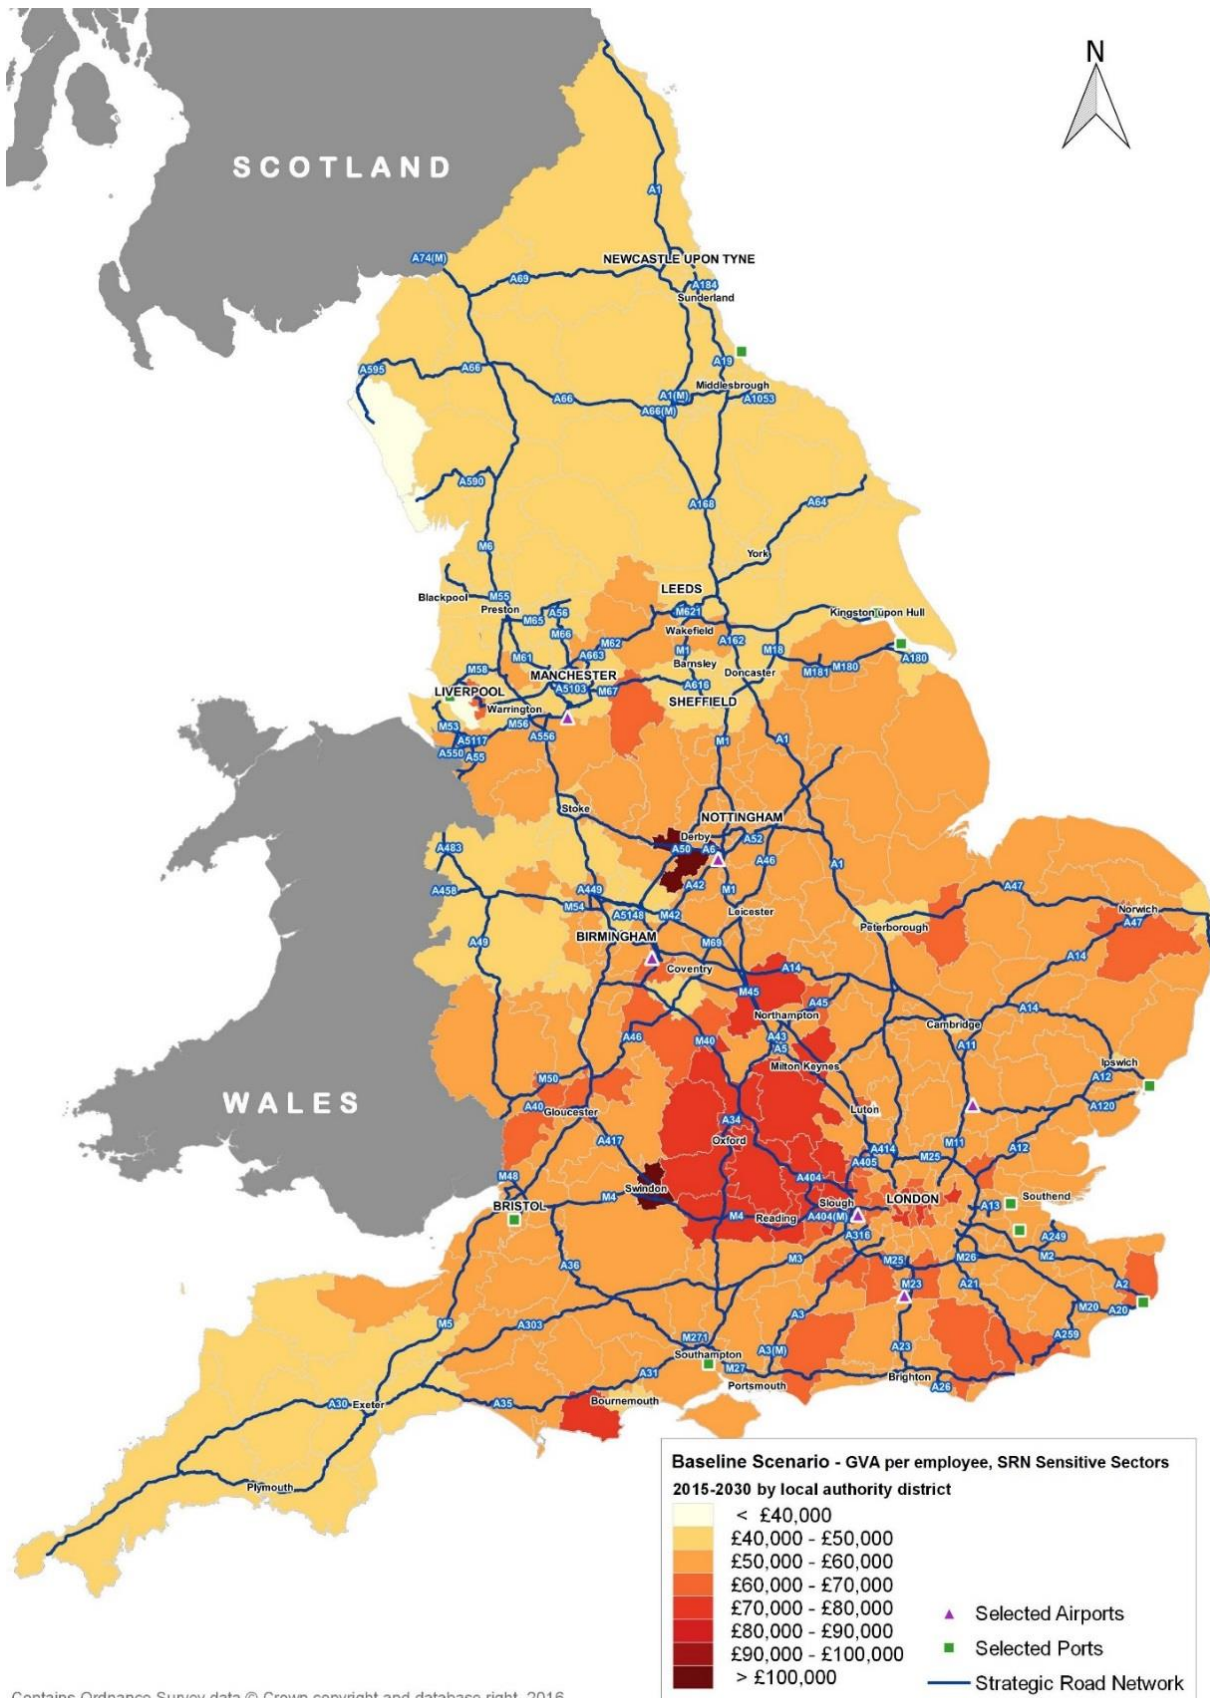 N
SCOTLAND
A1
A74(M)
NEWCASTLE UPON TYNE
A69
A184
Sunderland
A19
A595
A66
Middlesbrough
A1(M)
A66
A1053
A66(M)
A590
A168
A64
M6
York
Blackpool
M55
LEEDS
Preston
A56
M621
Kingston upon Hull
M65
Wakefield
M66
A162
M62
M1
M18
A663
A180
M61
Barnsley
M181
M180
M58
MANCHESTER
Doncaster
A616
LIVERPOOL
A5103
M67
SHEFFIELD
Warrington
M53
M56
A556
A5117
M1
A1
A550
A55
Stoke
NOTTINGHAM
Derby
A52
A483
A50
A6
A46
A1
A42
A458
A449
M1
A47
M54
A5148
M42
Leicester
Norwich
A47
Peterborough
BIRMINGHAM
A49
M69
A14
Coventry
A14
M45
A45
A14
Northampton
Cambridge
A46
M40
A43
A11
A5
Ipswich
Milton Keynes
A12
M50
WALES
A40
Gloucester
Luton
A120
A34
A417
Oxford
A414
M11
A12
A405
M25
M48
Swindon
A404
Slough
LONDON
Southend
M4
BRISTOL
M4
Reading
A404(M)
A13
A316
A249
A36
M3
M25
M26
M2
M23
A21
A2
M20
A20
M5
A303
A3
A259
M271
A23
Southampton
A3(M)
A31
M27
Brighton
Portsmouth
A26
A30
Exeter
A35
Bournemouth
Plymouth
Baseline Scenario - GVA per employee, SRN Sensitive Sectors
2015-2030 by local authority district
< £40,000
£40,000 - £50,000
£50,000 - £60,000
£60,000 - £70,000
£70,000 - £80,000
£80,000 - £90,000
£90,000 - £100,000
> £100,000
Selected Airports
Selected Ports
Strategic Road Network
Contains Ordnance Survey data © Crown copyright and database right 2016